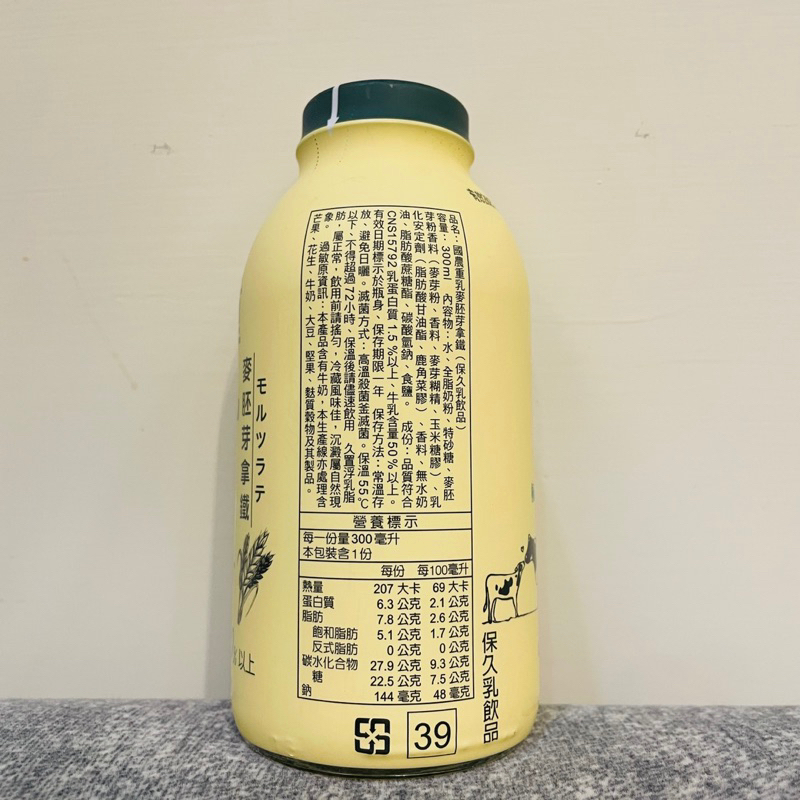 品名：國農重乳麥胚芽拿鐵（保久乳飲品）
容量：300ml 內容物：水、全脂奶粉、特砂糖、麥胚
芽粉香料（麥芽粉、香料、麥芽糊精、玉米糖膠）、乳
化安定劑（脂肪酸甘油酯、鹿角菜膠）、香料、無水奶
油、脂肪酸蔗糖酯、碳酸氫鈉、食鹽。 成份：品質符合
CNS15792乳蛋白質1.5%以上、牛乳含量50%以上。
有效日期標示於瓶身、保存期限一年 保存方法：常溫存
放、避免日曬。滅菌方式：高溫殺菌釜滅菌。保溫55℃
以下、不得超過72小時、保溫後請儘速飲用 久置浮乳脂
肪，屬正常，飲用前請搖勻，冷藏風味佳，沉澱屬自然現
象。 過敏原資訊：本產品含有牛奶，本生產線亦處理含
芒果、花生、牛奶、大豆、堅果、麩質穀物及其製品。
營養標示
每一份量300毫升
本包裝含1份
每份 每100毫升
熱量 207 大卡 69 大卡
蛋白質 6.3 公克 2.1 公克
脂肪 7.8 公克 2.6 公克
飽和脂肪 5.1 公克 1.7 公克
反式脂肪 0 公克 0 公克
碳水化合物 27.9 公克 9.3 公克
糖 22.5 公克 7.5 公克
鈉 144 毫克 48 毫克
39
モルツラテ
麥胚芽拿鐵
%以上
保久乳飲品